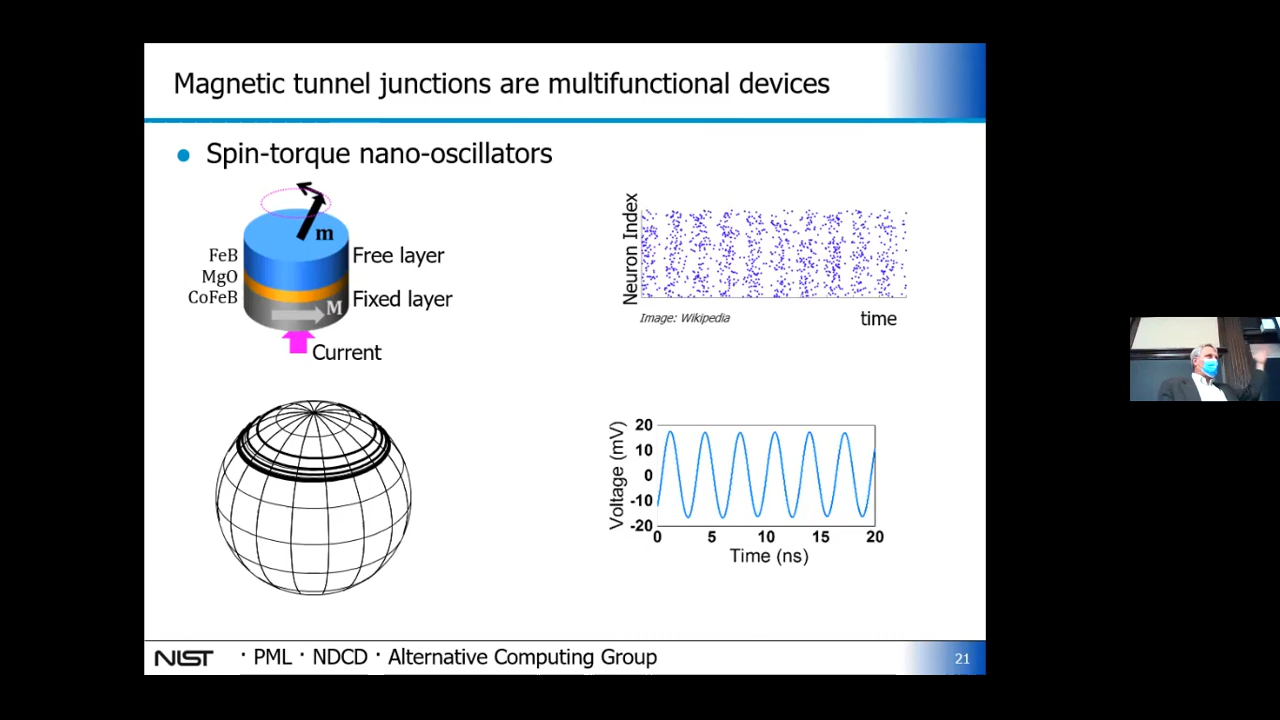 Magnetic tunnel junctions are multifunctional devices
● Spin-torque nano-oscillators
m
FeB
Free layer
MgO
CoFeB
Fixed layer
M
Current
Neuron Index
Image: Wikipedia
time
Voltage (mV)
20
10
0
-10
-20
0 5 10 15 20
Time (ns)
NIST · PML · NDCD · Alternative Computing Group
21